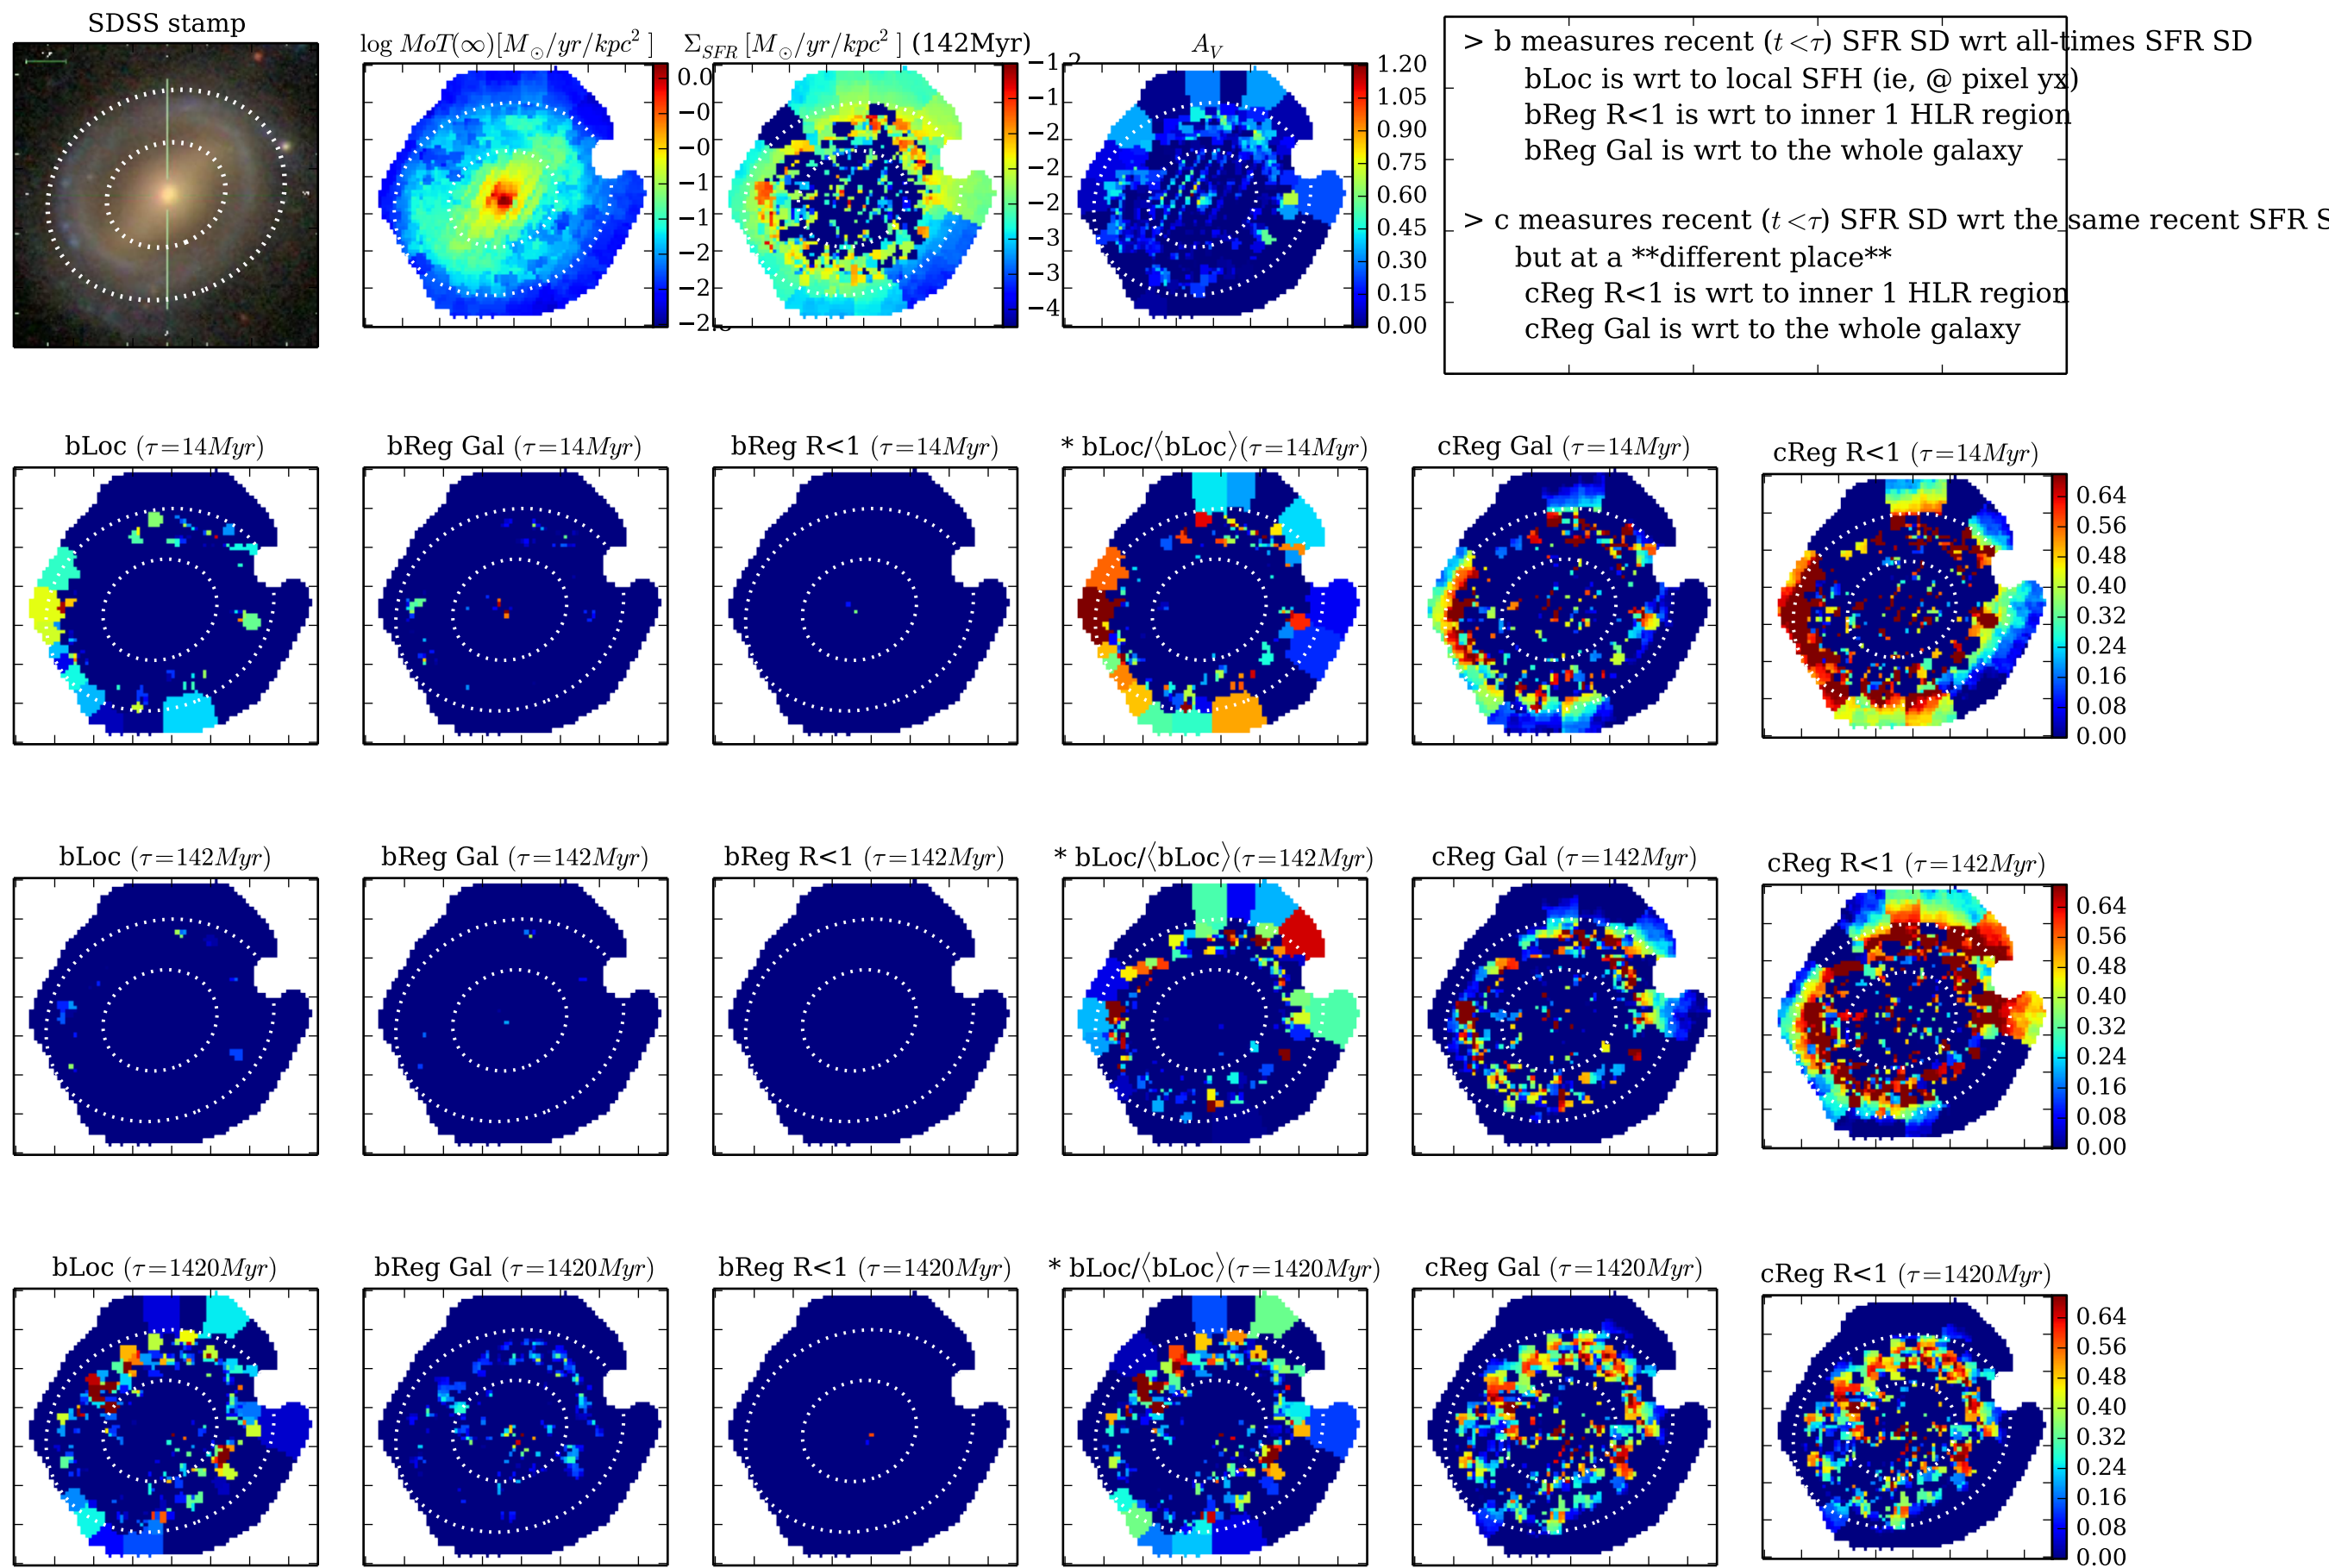 SDSS stamp
log MoT(∞)[M⊙/yr/kpc²]
Σ_SFR [M⊙/yr/kpc²] (142Myr)
A_V
0.0
−0
−0
−1
−1
−2
−2
−1
−2
−2
−2
−3
−3
−4
1.20
1.05
0.90
0.75
0.60
0.45
0.30
0.15
0.00
> b measures recent (t<τ) SFR SD wrt all-times SFR SD
bLoc is wrt to local SFH (ie, @ pixel yx)
bReg R<1 is wrt to inner 1 HLR region
bReg Gal is wrt to the whole galaxy
> c measures recent (t<τ) SFR SD wrt the same recent SFR S
but at a **different place**
cReg R<1 is wrt to inner 1 HLR region
cReg Gal is wrt to the whole galaxy
bLoc (τ=14Myr)
bReg Gal (τ=14Myr)
bReg R<1 (τ=14Myr)
* bLoc/⟨bLoc⟩(τ=14Myr)
cReg Gal (τ=14Myr)
cReg R<1 (τ=14Myr)
0.64
0.56
0.48
0.40
0.32
0.24
0.16
0.08
0.00
bLoc (τ=142Myr)
bReg Gal (τ=142Myr)
bReg R<1 (τ=142Myr)
* bLoc/⟨bLoc⟩(τ=142Myr)
cReg Gal (τ=142Myr)
cReg R<1 (τ=142Myr)
0.64
0.56
0.48
0.40
0.32
0.24
0.16
0.08
0.00
bLoc (τ=1420Myr)
bReg Gal (τ=1420Myr)
bReg R<1 (τ=1420Myr)
* bLoc/⟨bLoc⟩(τ=1420Myr)
cReg Gal (τ=1420Myr)
cReg R<1 (τ=1420Myr)
0.64
0.56
0.48
0.40
0.32
0.24
0.16
0.08
0.00